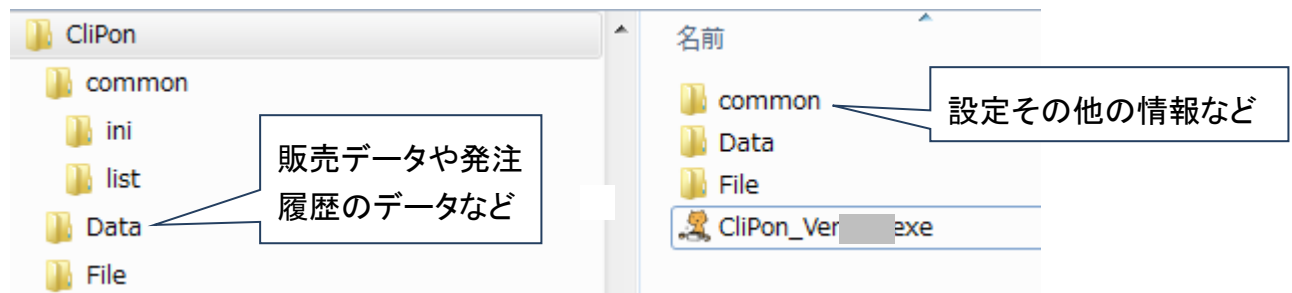 CliPon
common
ini
list
Data
File
販売データや発注
履歴のデータなど
名前
common
Data
File
CliPon_Ver exe
設定その他の情報など